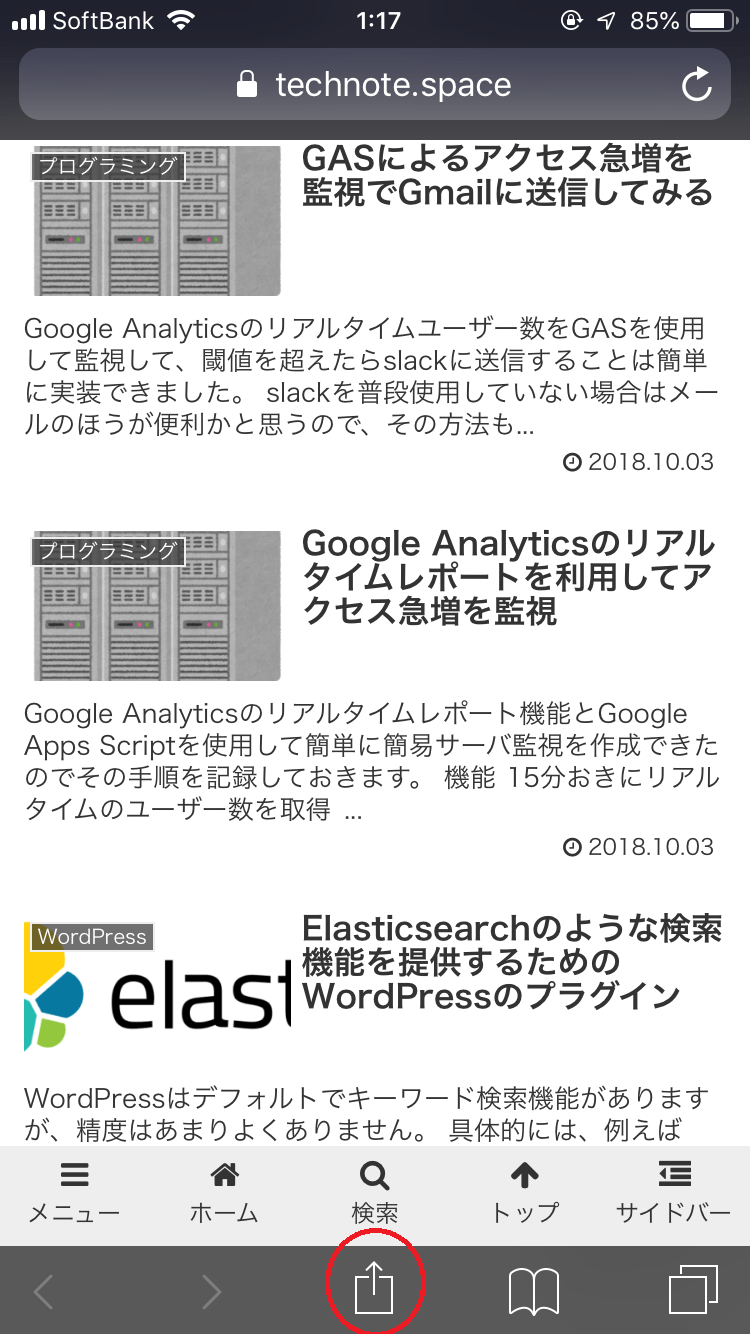 SoftBank 1:17 85%
technote.space
プログラミング
GASによるアクセス急増を
監視でGmailに送信してみる
Google Analyticsのリアルタイムユーザー数をGASを使用
して監視して、閾値を超えたらslackに送信することは簡単
に実装できました。 slackを普段使用していない場合はメー
ルのほうが便利かと思うので、その方法も...
2018.10.03
プログラミング
Google Analyticsのリアル
タイムレポートを利用してア
クセス急増を監視
Google Analyticsのリアルタイムレポート機能とGoogle
Apps Scriptを使用して簡単に簡易サーバ監視を作成できた
のでその手順を記録しておきます。 機能 15分おきにリアル
タイムのユーザー数を取得 ...
2018.10.03
WordPress
elast
Elasticsearchのような検索
機能を提供するための
WordPressのプラグイン
WordPressはデフォルトでキーワード検索機能があります
が、精度はあまりよくありません。 具体的には、例えば
メニュー ホーム 検索 トップ サイドバー